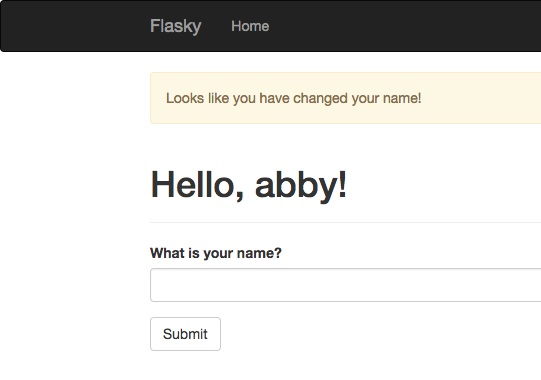 Flasky Home
Looks like you have changed your name!
Hello, abby!
What is your name?
Submit